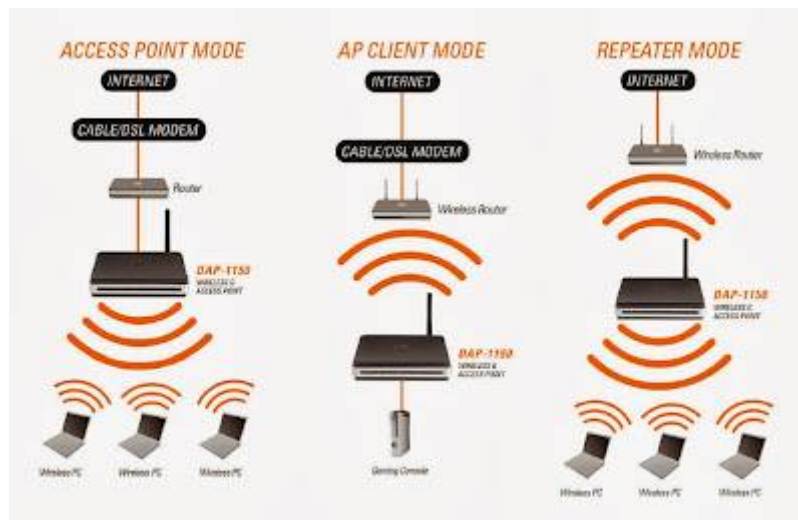 ACCESS POINT MODE
INTERNET
CABLE/DSL MODEM
Router
DAP-1150
WIRELESS G
ACCESS POINT
Wireless PC
Wireless PC
Wireless PC
AP CLIENT MODE
INTERNET
CABLE/DSL MODEM
Wireless Router
DAP-1150
WIRELESS G
ACCESS POINT
Gaming Console
REPEATER MODE
INTERNET
Wireless Router
DAP-1150
WIRELESS G
ACCESS POINT
Wireless PC
Wireless PC
Wireless PC